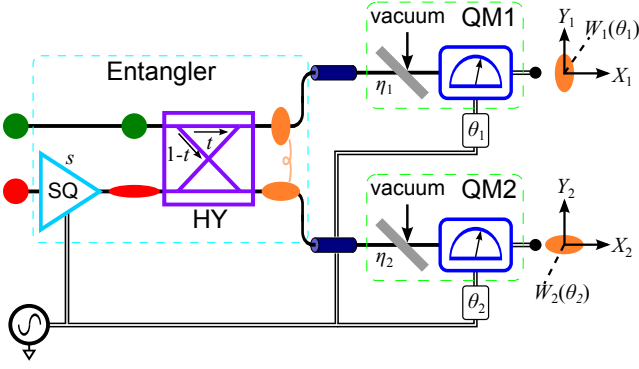 vacuum
QM1
Y1
W1(θ1)
Entangler
η1
X1
t
1-t
θ1
s
SQ
HY
vacuum
QM2
Y2
η2
X2
W2(θ2)
θ2